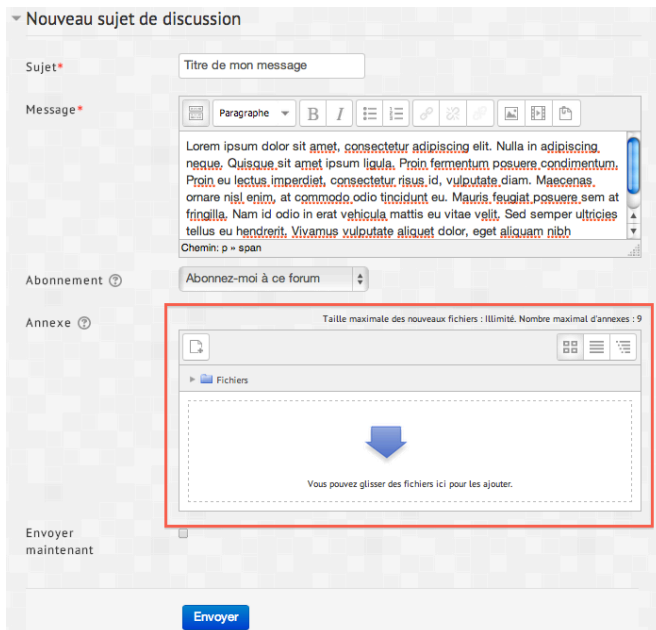 Nouveau sujet de discussion
Sujet*
Titre de mon message
Message*
Paragraphe
B I
Lorem ipsum dolor sit amet, consectetur adipiscing elit. Nulla in adipiscing
neque. Quisque sit amet ipsum ligula. Proin fermentum posuere condimentum.
Proin eu lectus imperdiet, consectetur risus id, vulputate diam. Maecenas
ornare nisl enim, at commodo odio tincidunt eu. Mauris feugiat posuere sem at
fringilla. Nam id odio in erat vehicula mattis eu vitae velit. Sed semper ultricies
tellus eu hendrerit. Vivamus vulputate aliquet dolor, eget aliquam nibh
Chemin: p » span
Abonnement ?
Abonnez-moi à ce forum
Annexe ?
Taille maximale des nouveaux fichiers : Illimité. Nombre maximal d'annexes : 9
Fichiers
Vous pouvez glisser des fichiers ici pour les ajouter.
Envoyer
maintenant
Envoyer